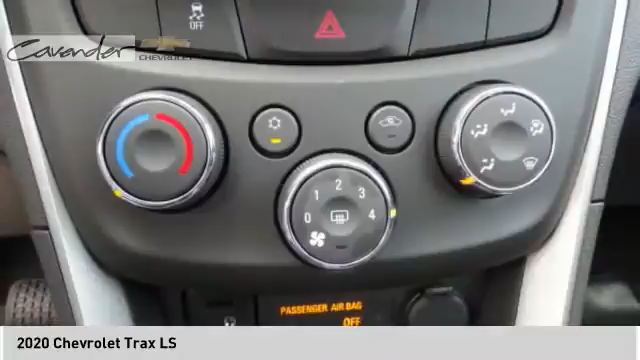 OFF
Cavender
CHEVROLET
0 1 2 3 4
PASSENGER AIR BAG
OFF
2020 Chevrolet Trax LS